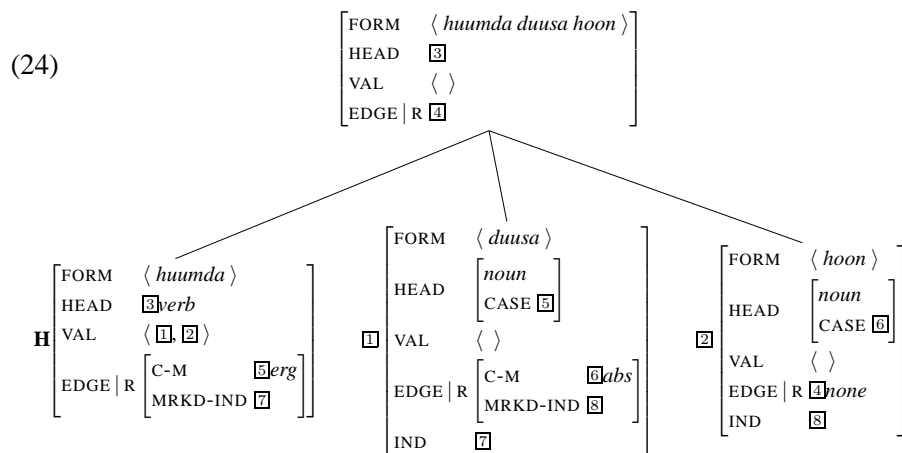 (24)
FORM ⟨ huumda duusa hoon ⟩
HEAD 3
VAL ⟨ ⟩
EDGE | R 4
H
FORM ⟨ huumda ⟩
HEAD 3 verb
VAL ⟨ 1, 2 ⟩
EDGE | R
C-M 5 erg
MRKD-IND 7
1
FORM ⟨ duusa ⟩
HEAD
noun
CASE 5
VAL ⟨ ⟩
EDGE | R
C-M 6 abs
MRKD-IND 8
IND 7
2
FORM ⟨ hoon ⟩
HEAD
noun
CASE 6
VAL ⟨ ⟩
EDGE | R 4 none
IND 8